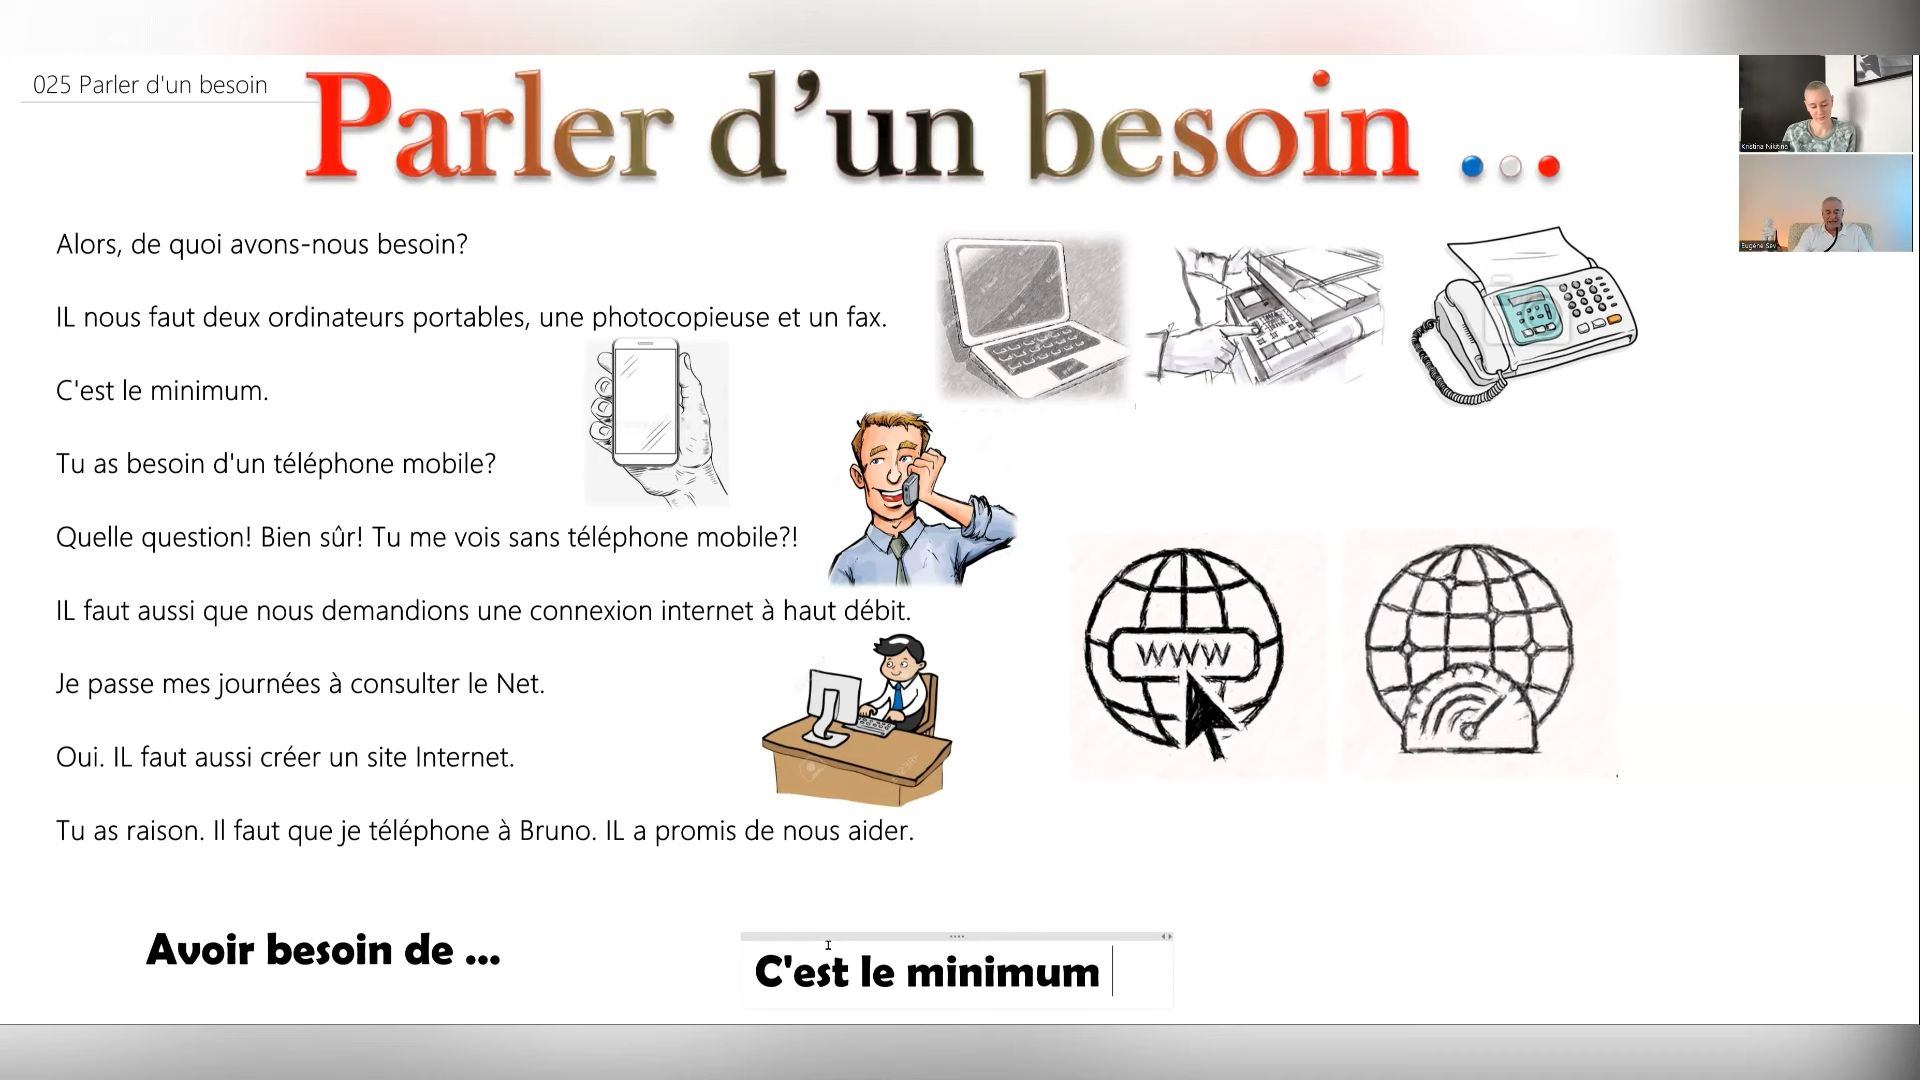 025 Parler d'un besoin
Parler d'un besoin ...
Alors, de quoi avons-nous besoin?
IL nous faut deux ordinateurs portables, une photocopieuse et un fax.
C'est le minimum.
Tu as besoin d'un téléphone mobile?
Quelle question! Bien sûr! Tu me vois sans téléphone mobile?!
IL faut aussi que nous demandions une connexion internet à haut débit.
Je passe mes journées à consulter le Net.
Oui. IL faut aussi créer un site Internet.
Tu as raison. Il faut que je téléphone à Bruno. IL a promis de nous aider.
www
Avoir besoin de ...
C'est le minimum
Kristina
Eugene